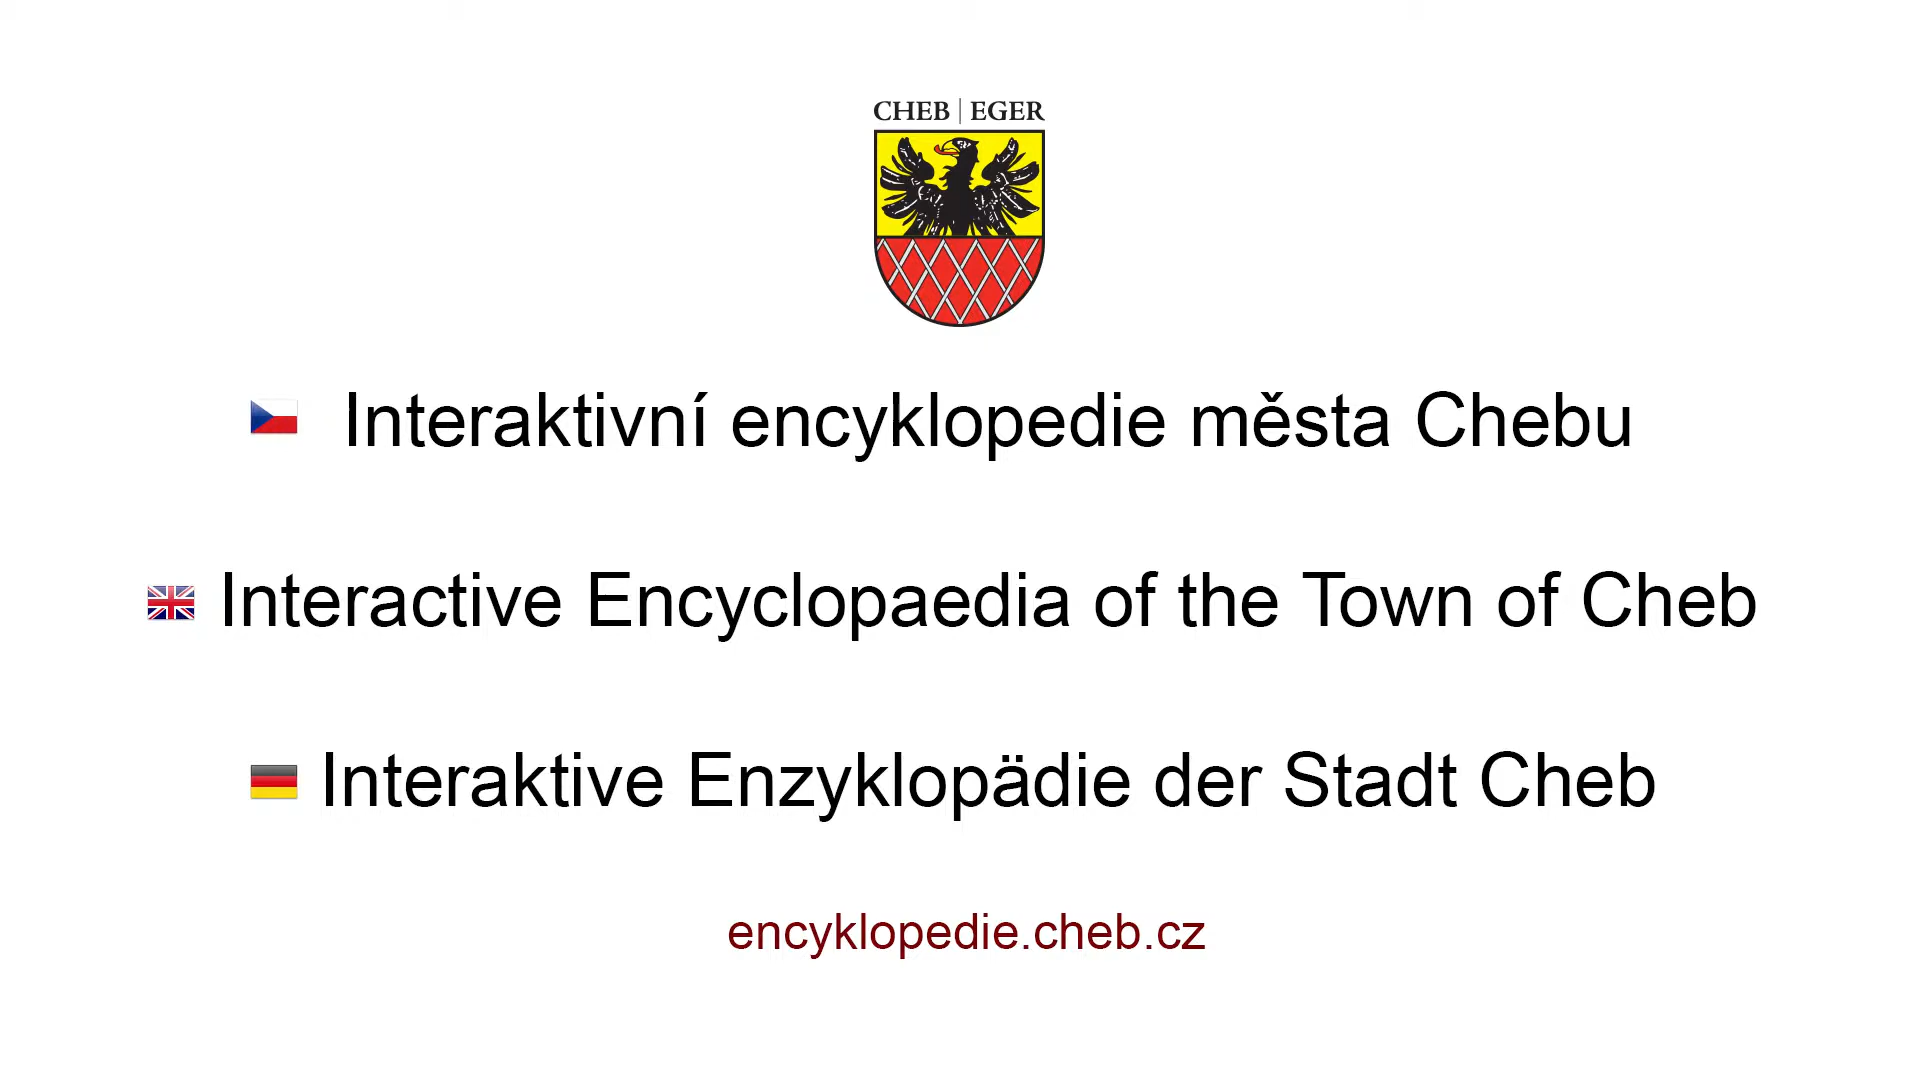 CHEB | EGER
Interaktivní encyklopedie města Chebu
Interactive Encyclopaedia of the Town of Cheb
Interaktive Enzyklopädie der Stadt Cheb
encyklopedie.cheb.cz